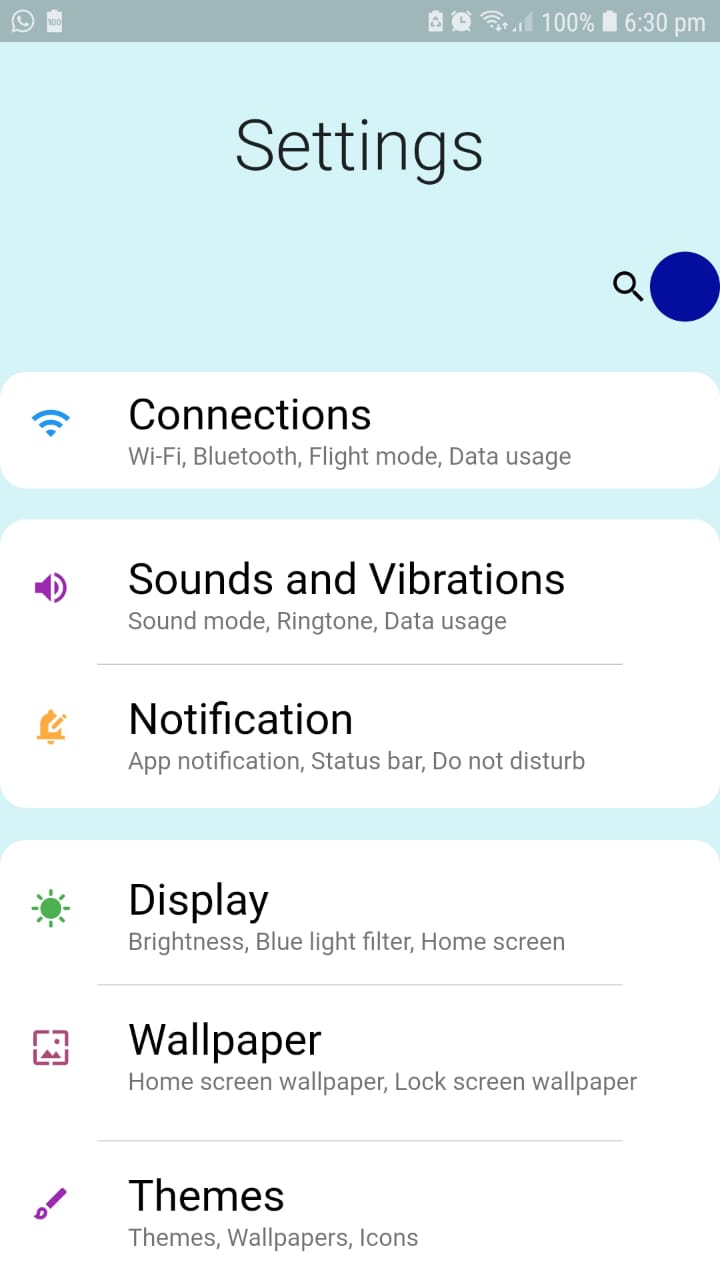 100 100% 6:30 pm
Settings
Connections
Wi-Fi, Bluetooth, Flight mode, Data usage
Sounds and Vibrations
Sound mode, Ringtone, Data usage
Notification
App notification, Status bar, Do not disturb
Display
Brightness, Blue light filter, Home screen
Wallpaper
Home screen wallpaper, Lock screen wallpaper
Themes
Themes, Wallpapers, Icons